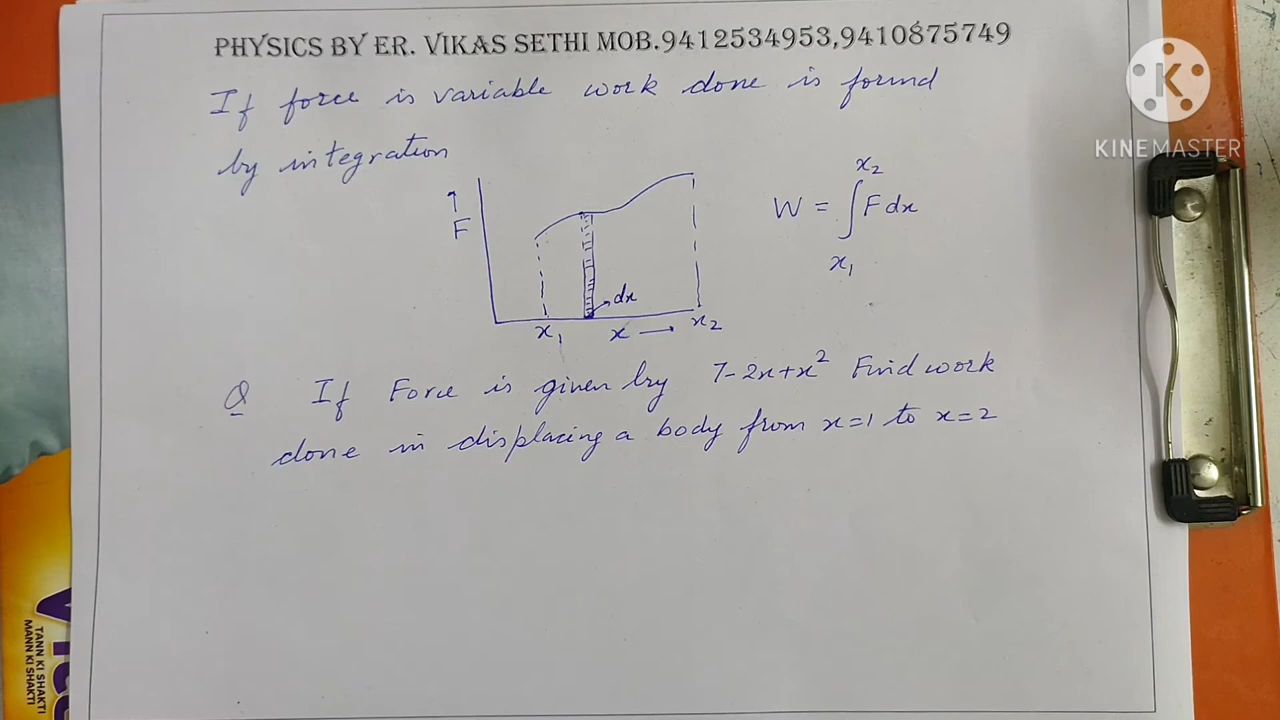 PHYSICS BY ER. VIKAS SETHI MOB.9412534953,9410875749
If force is variable work done is found
by integration
K
KINEMASTER
↑
F
W = ∫ F dx
x₂
x₁
dx
x₁ x → x₂
Q If Force is given by 7-2x+x² Find work
done in displacing a body from x=1 to x=2
TANN KI SHAKTI
MANN KI SHAKTI